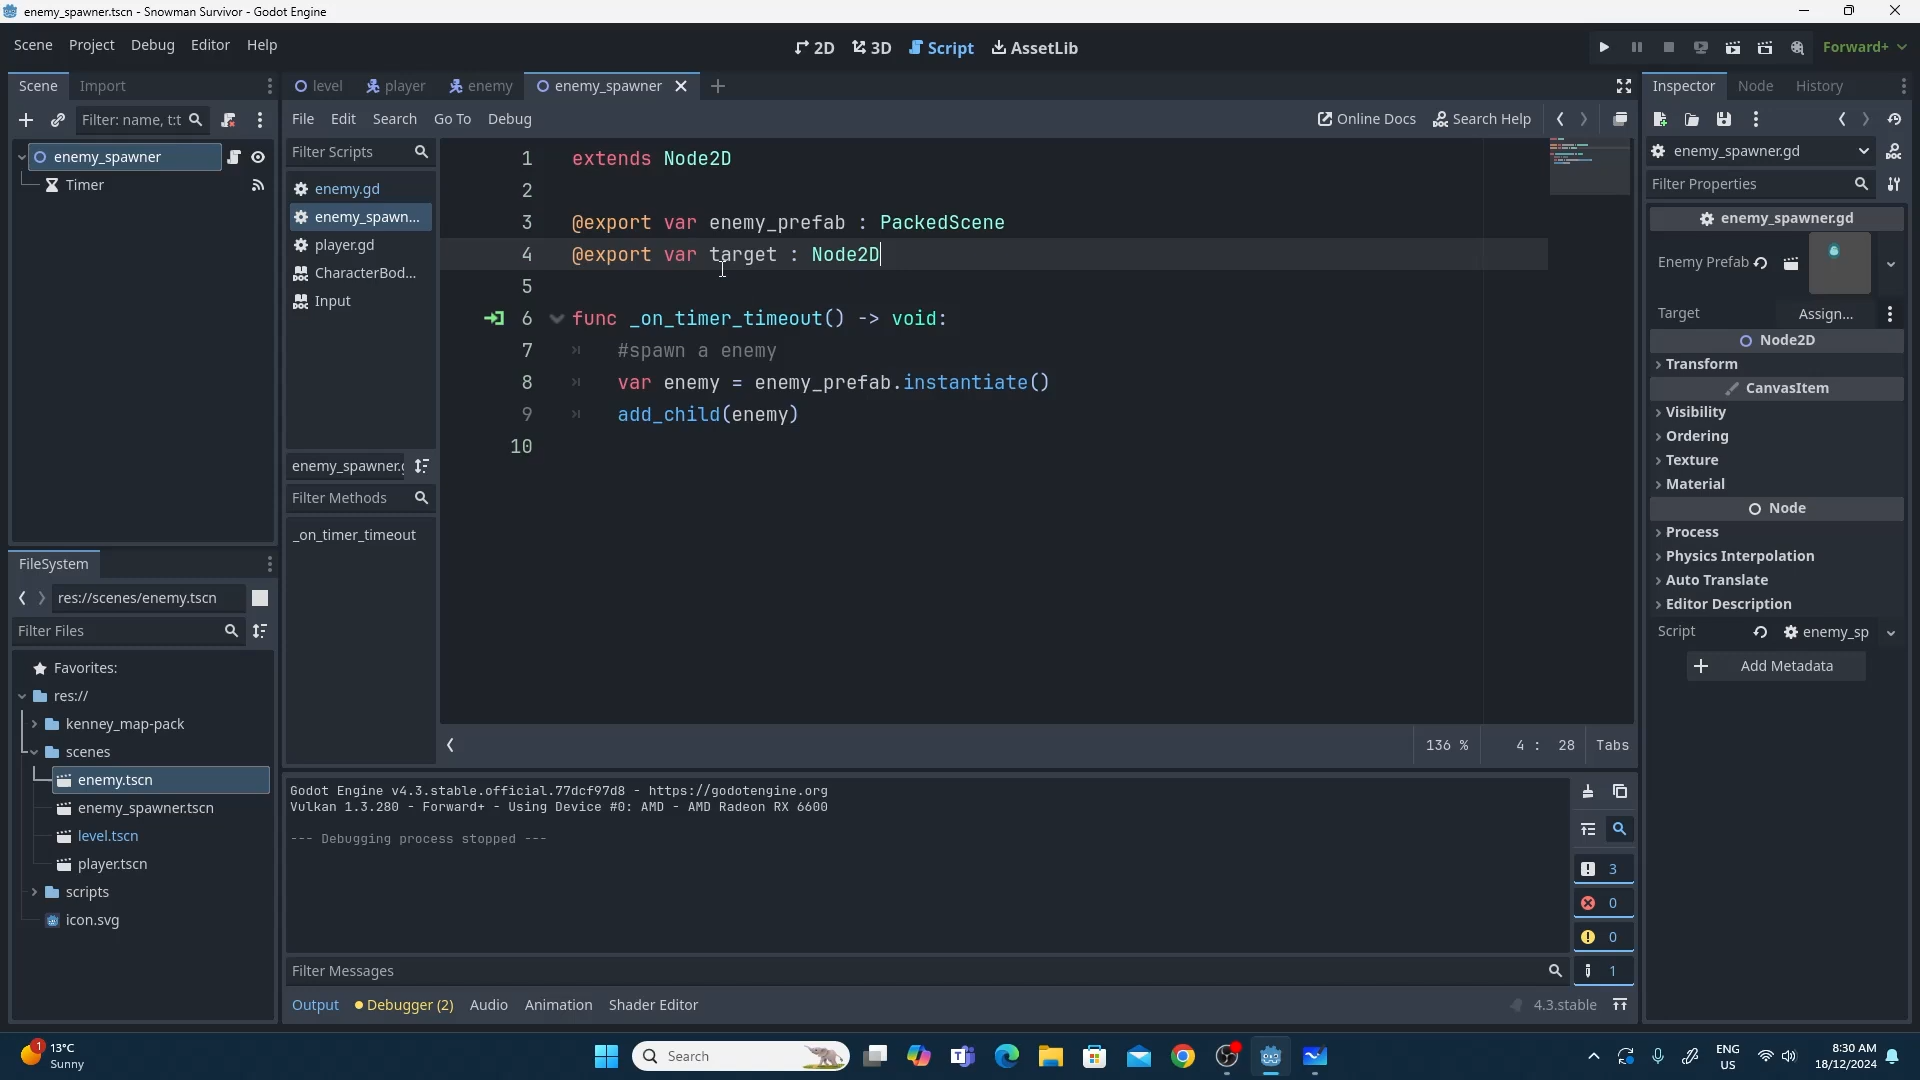 enemy_spawner.tscn - Snowman Survivor - Godot Engine
Scene Project Debug Editor Help
2D 3D Script AssetLib
Forward+
Scene Import
level player enemy enemy_spawner
Inspector Node History
Filter: name, t:t
File Edit Search Go To Debug
Online Docs Search Help
enemy_spawner
Timer
Filter Scripts
enemy.gd
enemy_spawn...
player.gd
CharacterBod...
Input
enemy_spawner.g
Filter Methods
_on_timer_timeout
1 extends Node2D
2
3 @export var enemy_prefab : PackedScene
4 @export var target : Node2D
5
6 func _on_timer_timeout() -> void:
7 #spawn a enemy
8 var enemy = enemy_prefab.instantiate()
9 add_child(enemy)
10
136 % 4 : 28 Tabs
enemy_spawner.gd
Filter Properties
enemy_spawner.gd
Enemy Prefab
Target Assign...
Node2D
Transform
CanvasItem
Visibility
Ordering
Texture
Material
Node
Process
Physics Interpolation
Auto Translate
Editor Description
Script enemy_sp
Add Metadata
FileSystem
res://scenes/enemy.tscn
Filter Files
Favorites:
res://
kenney_map-pack
scenes
enemy.tscn
enemy_spawner.tscn
level.tscn
player.tscn
scripts
icon.svg
Godot Engine v4.3.stable.official.77dcf97d8 - https://godotengine.org
Vulkan 1.3.280 - Forward+ - Using Device #0: AMD - AMD Radeon RX 6600
--- Debugging process stopped ---
3
0
0
1
Filter Messages
Output Debugger (2) Audio Animation Shader Editor
4.3.stable
1
13°C
Sunny
Search
ENG
US
8:30 AM
18/12/2024